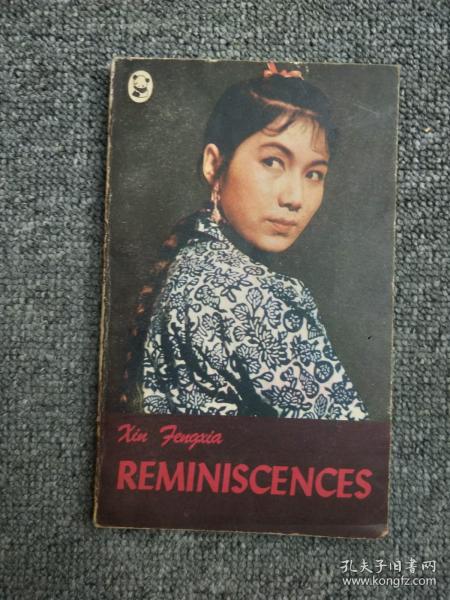 Xin Fengxia
REMINISCENCES
孔夫子旧书网
www.kongfz.com